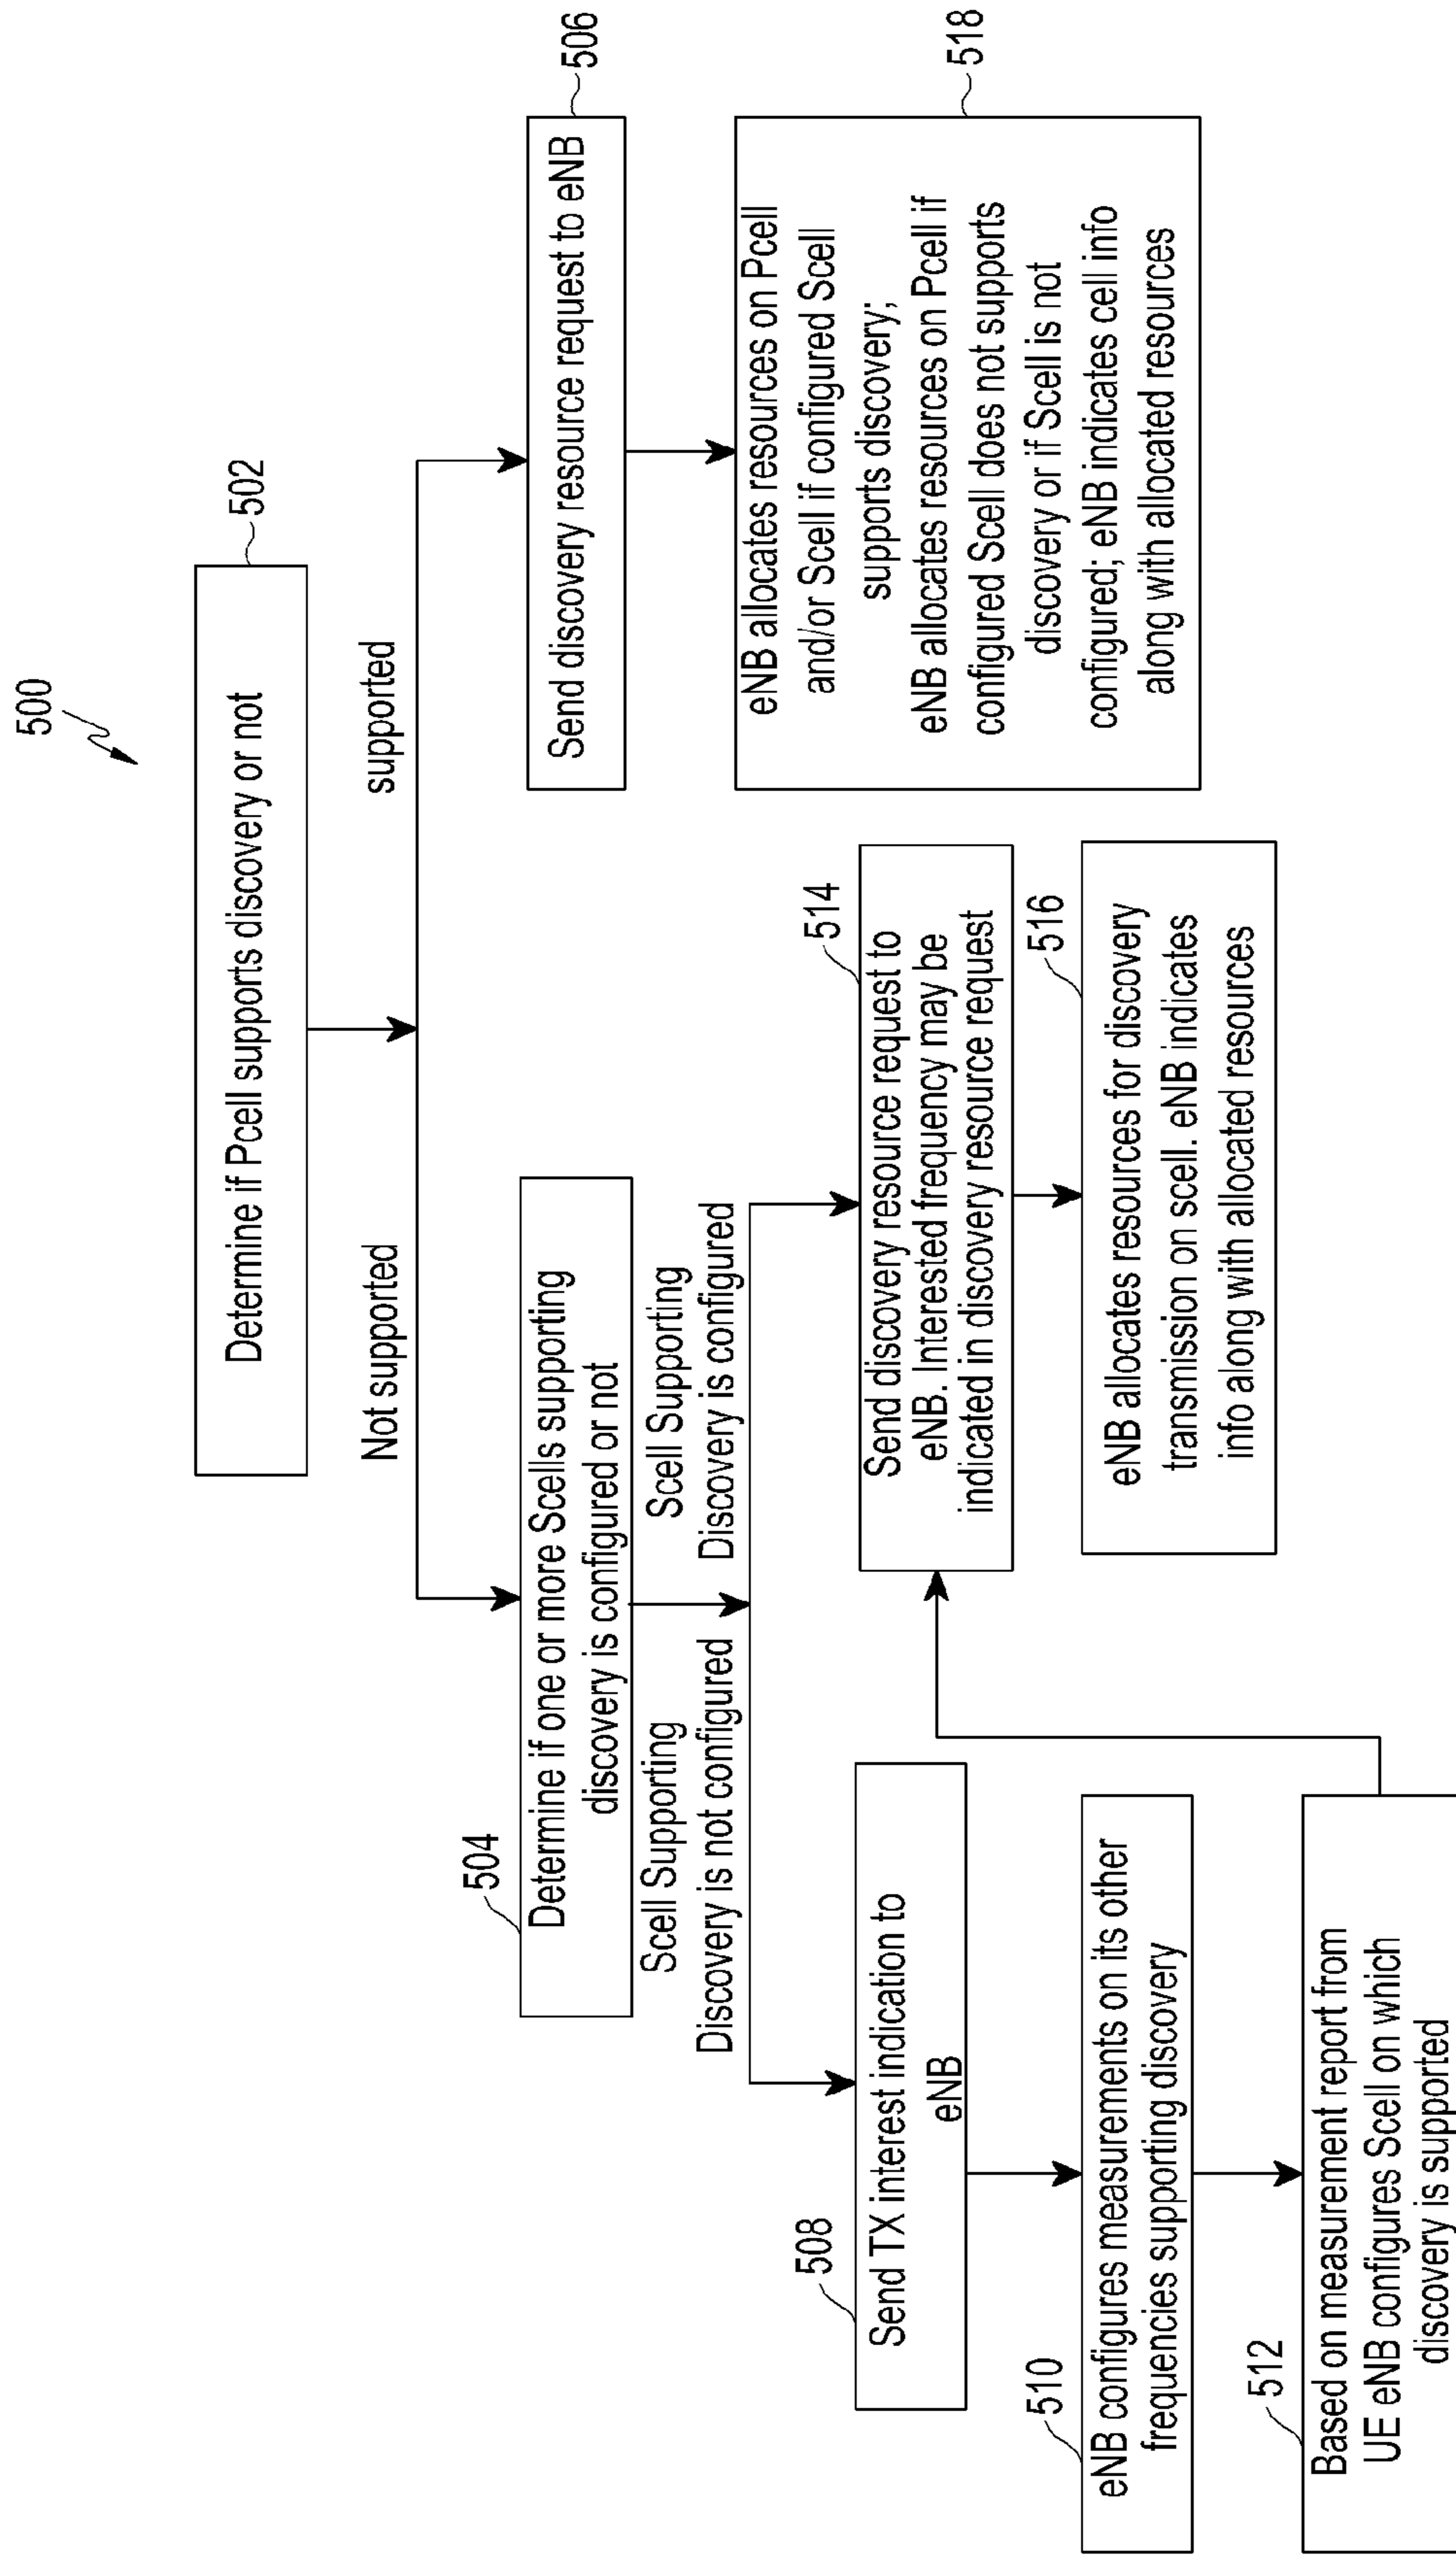 500
502
Determine if Pcell supports discovery or not
Not supported
supported
504
Determine if one or more Scells supporting
discovery is configured or not
506
Send discovery resource request to eNB
Scell Supporting
Discovery is not configured
Scell Supporting
Discovery is configured
508
Send TX interest indication to
eNB
514
Send discovery resource request to
eNB. Interested frequency may be
indicated in discovery resource request
518
eNB allocates resources on Pcell
and/or Scell if configured Scell
supports discovery;
eNB allocates resources on Pcell if
configured Scell does not supports
discovery or if Scell is not
configured; eNB indicates cell info
along with allocated resources
510
eNB configures measurements on its other
frequencies supporting discovery
516
eNB allocates resources for discovery
transmission on scell. eNB indicates
info along with allocated resources
512
Based on measurement report from
UE eNB configures Scell on which
discovery is supported